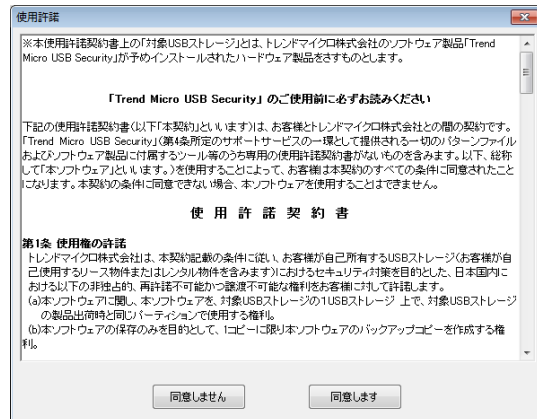 使用許諾
※本使用許諾契約書上の「対象USBストレージ」とは、トレンドマイクロ株式会社のソフトウェア製品「Trend
Micro USB Security」が予めインストールされたハードウェア製品をさすものとします。
「Trend Micro USB Security」 のご使用前に必ずお読みください
下記の使用許諾契約書(以下「本契約」といいます)は、お客様とトレンドマイクロ株式会社との間の契約です。
「Trend Micro USB Security」(第4条所定のサポートサービスの一環として提供される一切のパターンファイル
およびソフトウェア製品に付属するツール等のうち専用の使用許諾契約書がないものを含みます。以下、総称
して「本ソフトウェア」といいます。)を使用することによって、お客様は本契約のすべての条件に同意されたこと
になります。本契約の条件に同意できない場合、本ソフトウェアを使用することはできません。
使 用 許 諾 契 約 書
第1条 使用権の許諾
トレンドマイクロ株式会社は、本契約記載の条件に従い、お客様が自己所有するUSBストレージ(お客様が自
己使用するリース物件またはレンタル物件を含みます)におけるセキュリティ対策を目的とした、日本国内に
おける以下の非独占的、再許諾不可能かつ譲渡不可能な権利をお客様に対して許諾します。
(a)本ソフトウェアに関し、本ソフトウェアを、対象USBストレージの1USBストレージ 上で、対象USBストレージ
の製品出荷時と同じパーティションで使用する権利。
(b)本ソフトウェアの保存のみを目的として、1コピーに限り本ソフトウェアのバックアップコピーを作成する権
利。
同意しません
同意します